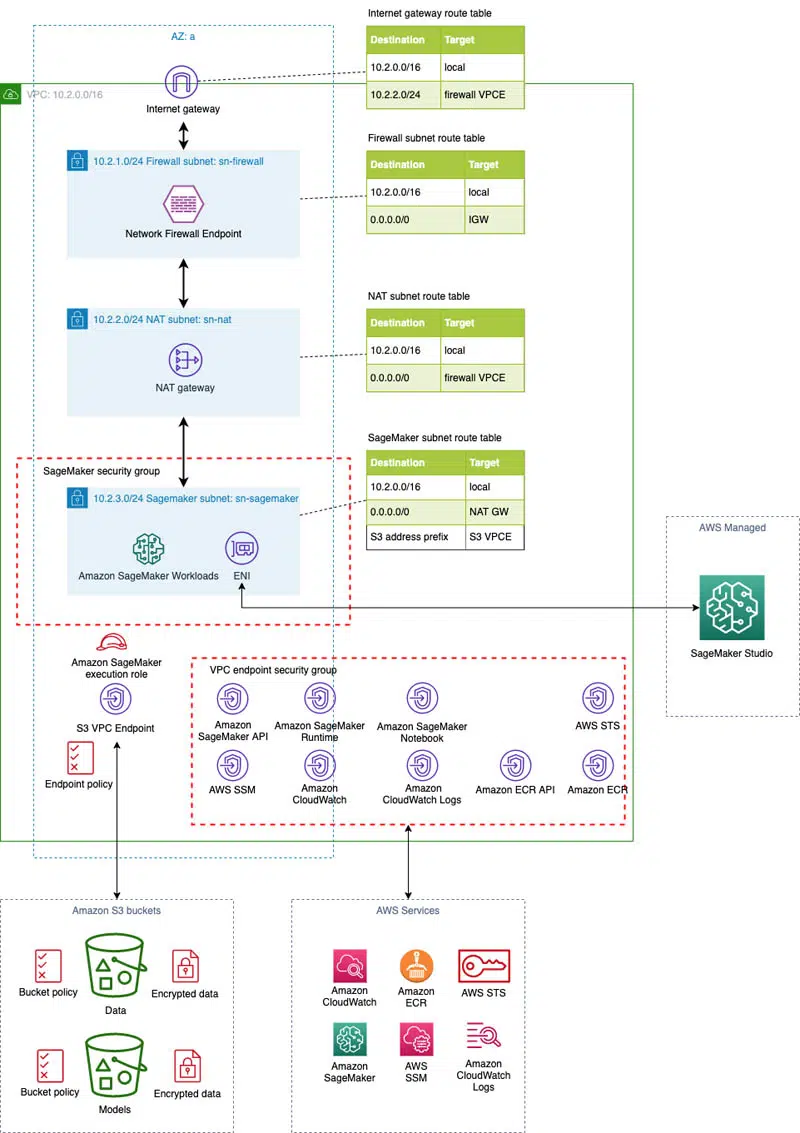 Internet gateway route table
AZ: a
Destination Target
10.2.0.0/16 local
10.2.2.0/24 firewall VPCE
VPC: 10.2.0.0/16
Internet gateway
Firewall subnet route table
10.2.1.0/24 Firewall subnet: sn-firewall
Destination Target
10.2.0.0/16 local
0.0.0.0/0 IGW
Network Firewall Endpoint
NAT subnet route table
10.2.2.0/24 NAT subnet: sn-nat
Destination Target
10.2.0.0/16 local
0.0.0.0/0 firewall VPCE
NAT gateway
SageMaker subnet route table
SageMaker security group
Destination Target
10.2.0.0/16 local
0.0.0.0/0 NAT GW
S3 address prefix S3 VPCE
10.2.3.0/24 Sagemaker subnet: sn-sagemaker
Amazon SageMaker Workloads
ENI
AWS Managed
SageMaker Studio
Amazon SageMaker
execution role
S3 VPC Endpoint
Endpoint policy
VPC endpoint security group
Amazon
SageMaker API
Amazon SageMaker
Runtime
Amazon SageMaker
Notebook
AWS STS
AWS SSM
Amazon
CloudWatch
Amazon
CloudWatch Logs
Amazon ECR API
Amazon ECR
Amazon S3 buckets
Bucket policy
Data
Encrypted data
Bucket policy
Models
Encrypted data
AWS Services
Amazon
CloudWatch
Amazon
ECR
AWS STS
Amazon
SageMaker
AWS
SSM
Amazon
CloudWatch
Logs